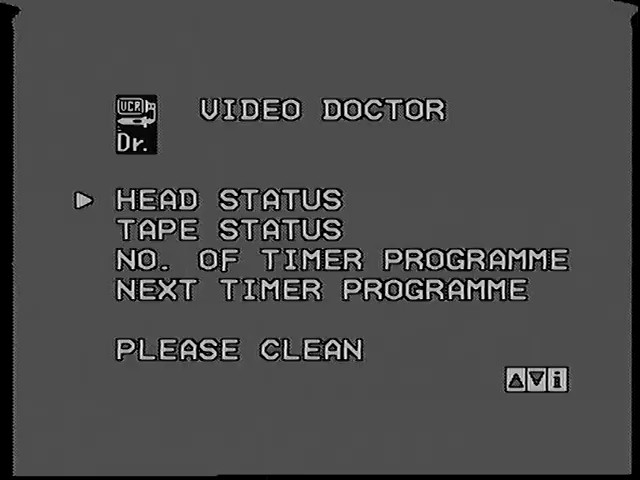 VCR
Dr.
VIDEO DOCTOR
HEAD STATUS
TAPE STATUS
NO. OF TIMER PROGRAMME
NEXT TIMER PROGRAMME
PLEASE CLEAN
i